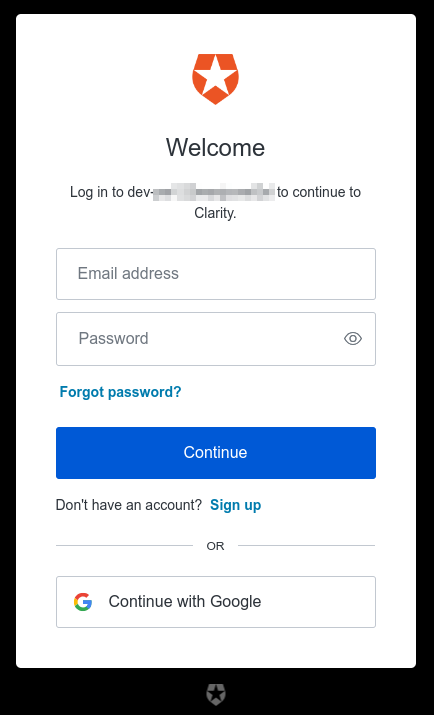 Welcome
Log in to dev- to continue to
Clarity.
Email address
Password
Forgot password?
Continue
Don't have an account? Sign up
OR
Continue with Google